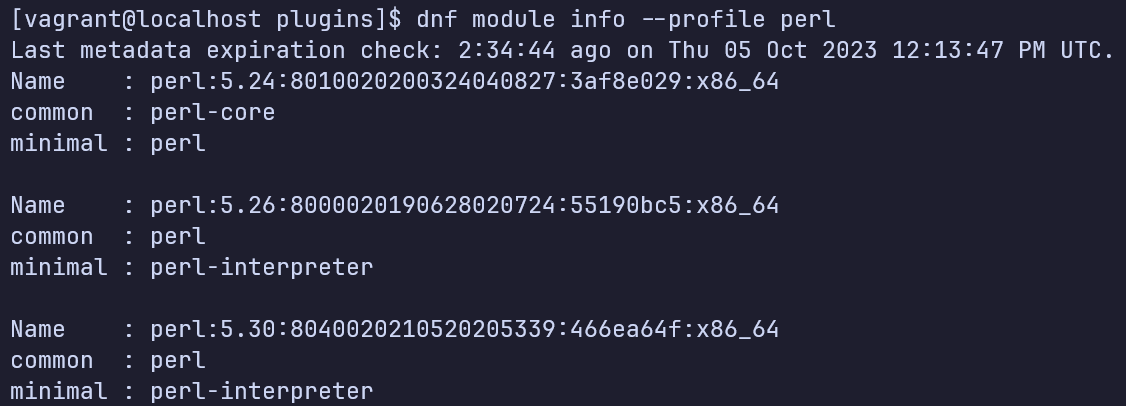 [vagrant@localhost plugins]$ dnf module info --profile perl
Last metadata expiration check: 2:34:44 ago on Thu 05 Oct 2023 12:13:47 PM UTC.
Name    : perl:5.24:8010020200324040827:3af8e029:x86_64
common  : perl-core
minimal : perl

Name    : perl:5.26:8000020190628020724:55190bc5:x86_64
common  : perl
minimal : perl-interpreter

Name    : perl:5.30:8040020210520205339:466ea64f:x86_64
common  : perl
minimal : perl-interpreter